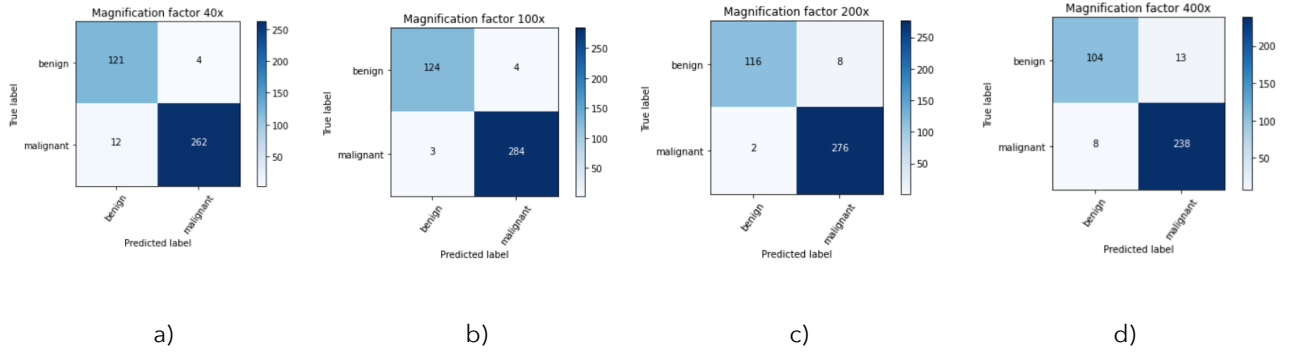 Magnification factor 40x
True label
benign
malignant
121
4
12
262
250
200
150
100
50
benign
malignant
Predicted label
a)
Magnification factor 100x
True label
benign
malignant
124
4
3
284
250
200
150
100
50
benign
malignant
Predicted label
b)
Magnification factor 200x
True label
benign
malignant
116
8
2
276
250
200
150
100
50
benign
malignant
Predicted label
c)
Magnification factor 400x
True label
benign
malignant
104
13
8
238
200
150
100
50
benign
malignant
Predicted label
d)